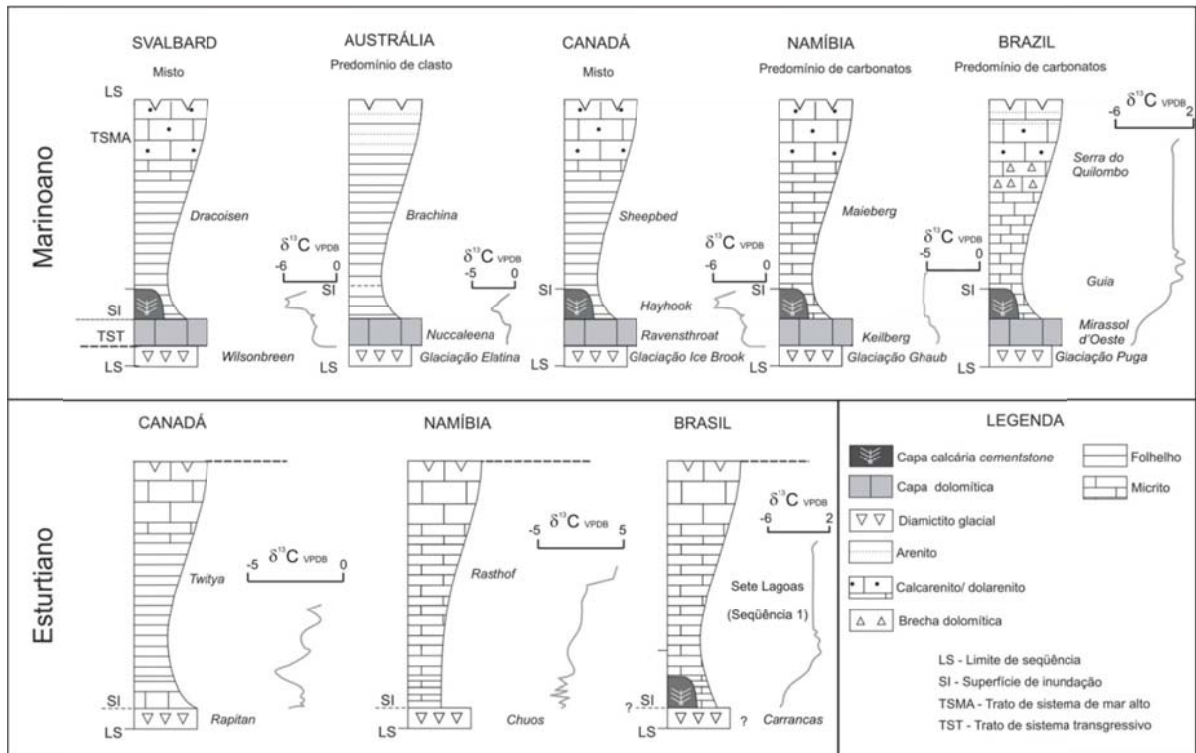 Marinoano
SVALBARD
Misto
LS
TSMA
Dracoisen
δ13C VPDB
-6 0
SI
TST
Wilsonbreen
LS
AUSTRÁLIA
Predomínio de clasto
Brachina
δ13C VPDB
-5 0
SI
Nuccaleena
Glaciação Elatina
LS
CANADÁ
Misto
Sheepbed
δ13C VPDB
-6 0
SI
Hayhook
Ravensthroat
Glaciação Ice Brook
LS
NAMÍBIA
Predomínio de carbonatos
Maieberg
δ13C VPDB
-5 0
SI
Keilberg
Glaciação Ghaub
LS
BRAZIL
Predomínio de carbonatos
δ13C VPDB
-6 2
Serra do
Quilombo
Guia
SI
Mirassol
d'Oeste
Glaciação Puga
LS
Esturtiano
CANADÁ
Twitya
δ13C VPDB
-5 0
SI
Rapitan
LS
NAMÍBIA
Rasthof
δ13C VPDB
-5 5
SI
Chuos
LS
BRASIL
δ13C VPDB
-6 2
Sete Lagoas
(Seqüência 1)
SI
? ? Carrancas
LS
LEGENDA
Capa calcária cementstone
Capa dolomítica
Diamictito glacial
Arenito
Calcarenito/ dolarenito
Brecha dolomítica
Folhelho
Micrito
LS - Limite de seqüência
SI - Superfície de inundação
TSMA - Trato de sistema de mar alto
TST - Trato de sistema transgressivo